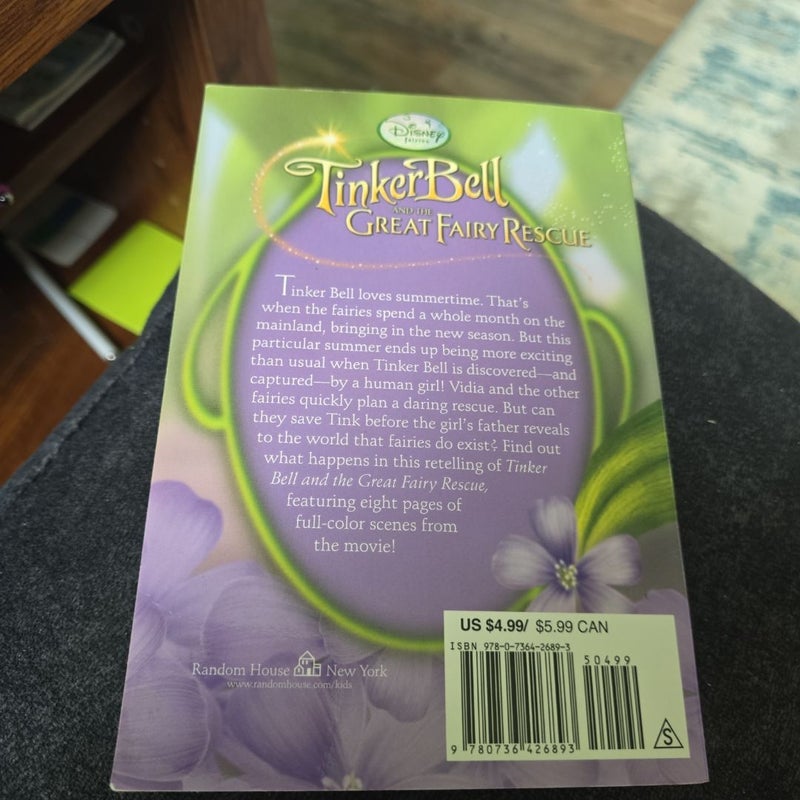 Disney
fairies
Tinker Bell
AND THE
GREAT FAIRY RESCUE
Tinker Bell loves summertime. That's
when the fairies spend a whole month on the
mainland, bringing in the new season. But this
particular summer ends up being more exciting
than usual when Tinker Bell is discovered—and
captured—by a human girl! Vidia and the other
fairies quickly plan a daring rescue. But can
they save Tink before the girl's father reveals
to the world that fairies do exist? Find out
what happens in this retelling of Tinker
Bell and the Great Fairy Rescue,
featuring eight pages of
full-color scenes from
the movie!
US $4.99/ $5.99 CAN
ISBN 978-0-7364-2689-3
50499
9 780736 426893
S
Random House New York
www.randomhouse.com/kids